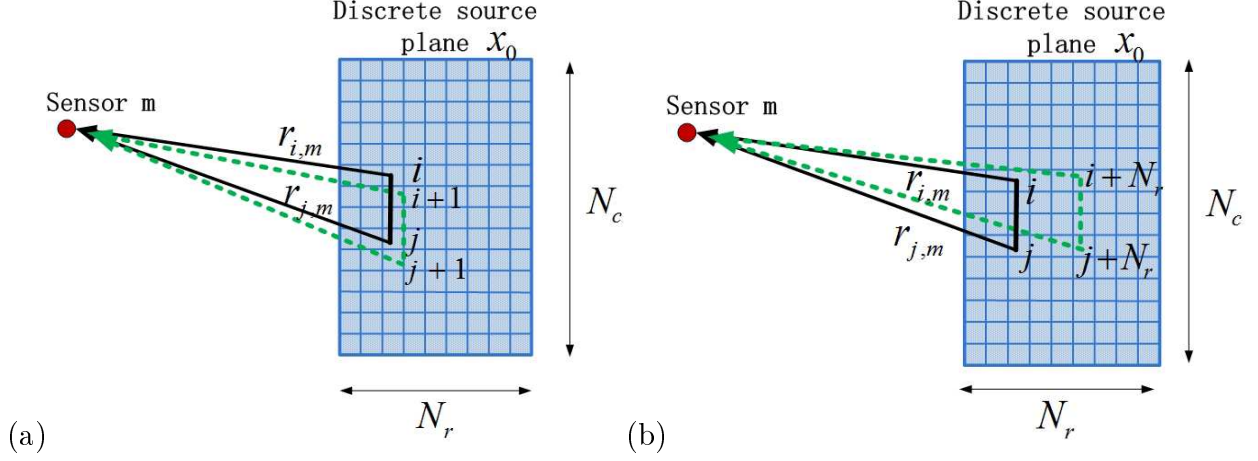 Discrete source
plane x₀
Sensor m
r_{i,m}
r_{j,m}
i
i+1
j
j+1
N_c
N_r
(a)
Discrete source
plane x₀
Sensor m
r_{i,m}
r_{j,m}
i
i+N_r
j
j+N_r
N_c
N_r
(b)